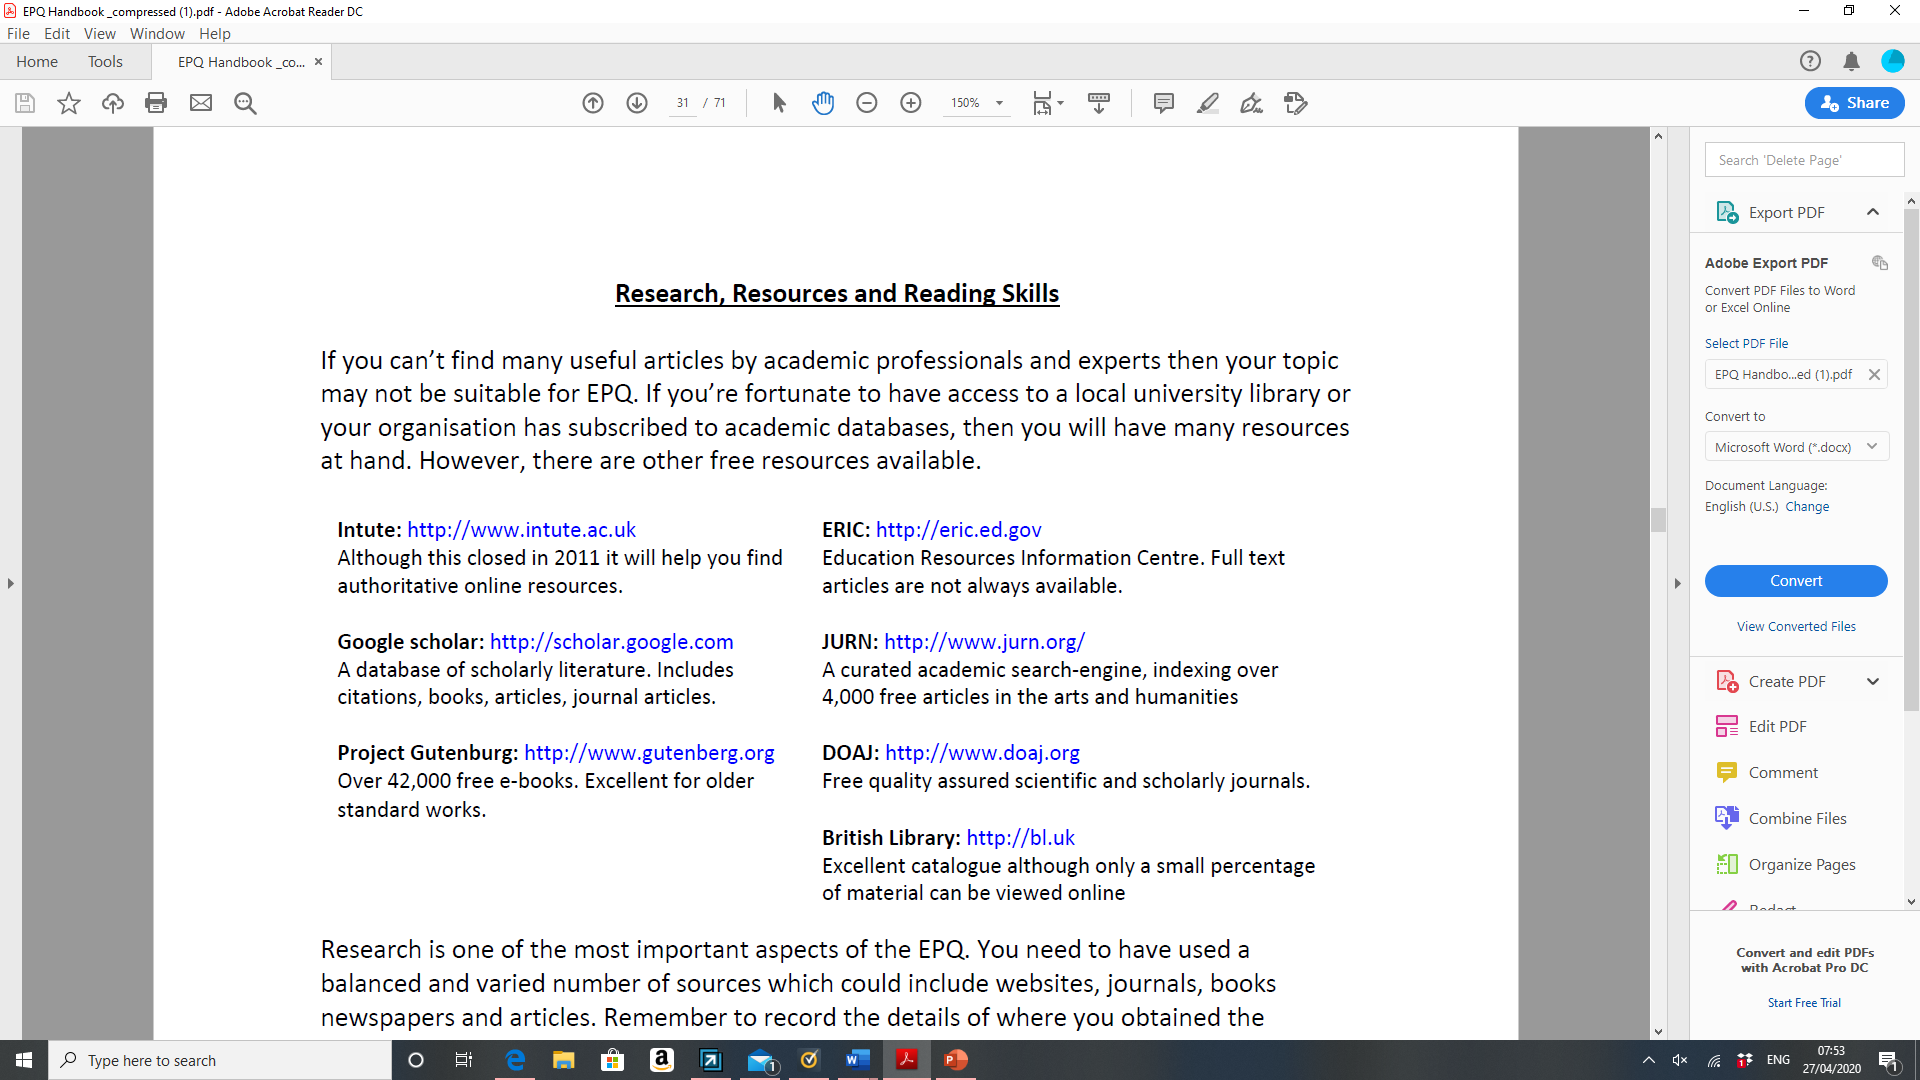 EPQ Handbook _compressed (1).pdf - Adobe Acrobat Reader DC
File Edit View Window Help
Home Tools EPQ Handbook _co... ×
31 / 71 150% Share
Research, Resources and Reading Skills
If you can’t find many useful articles by academic professionals and experts then your topic
may not be suitable for EPQ. If you’re fortunate to have access to a local university library or
your organisation has subscribed to academic databases, then you will have many resources
at hand. However, there are other free resources available.
Intute: http://www.intute.ac.uk
Although this closed in 2011 it will help you find
authoritative online resources.
Google scholar: http://scholar.google.com
A database of scholarly literature. Includes
citations, books, articles, journal articles.
Project Gutenburg: http://www.gutenberg.org
Over 42,000 free e-books. Excellent for older
standard works.
ERIC: http://eric.ed.gov
Education Resources Information Centre. Full text
articles are not always available.
JURN: http://www.jurn.org/
A curated academic search-engine, indexing over
4,000 free articles in the arts and humanities
DOAJ: http://www.doaj.org
Free quality assured scientific and scholarly journals.
British Library: http://bl.uk
Excellent catalogue although only a small percentage
of material can be viewed online
Research is one of the most important aspects of the EPQ. You need to have used a
balanced and varied number of sources which could include websites, journals, books
newspapers and articles. Remember to record the details of where you obtained the
Search 'Delete Page'
Export PDF
Adobe Export PDF
Convert PDF Files to Word
or Excel Online
Select PDF File
EPQ Handbo...ed (1).pdf
Convert to
Microsoft Word (*.docx)
Document Language:
English (U.S.) Change
Convert
View Converted Files
Create PDF
Edit PDF
Comment
Combine Files
Organize Pages
Redact
Convert and edit PDFs
with Acrobat Pro DC
Start Free Trial
Type here to search
ENG
07:53
27/04/2020